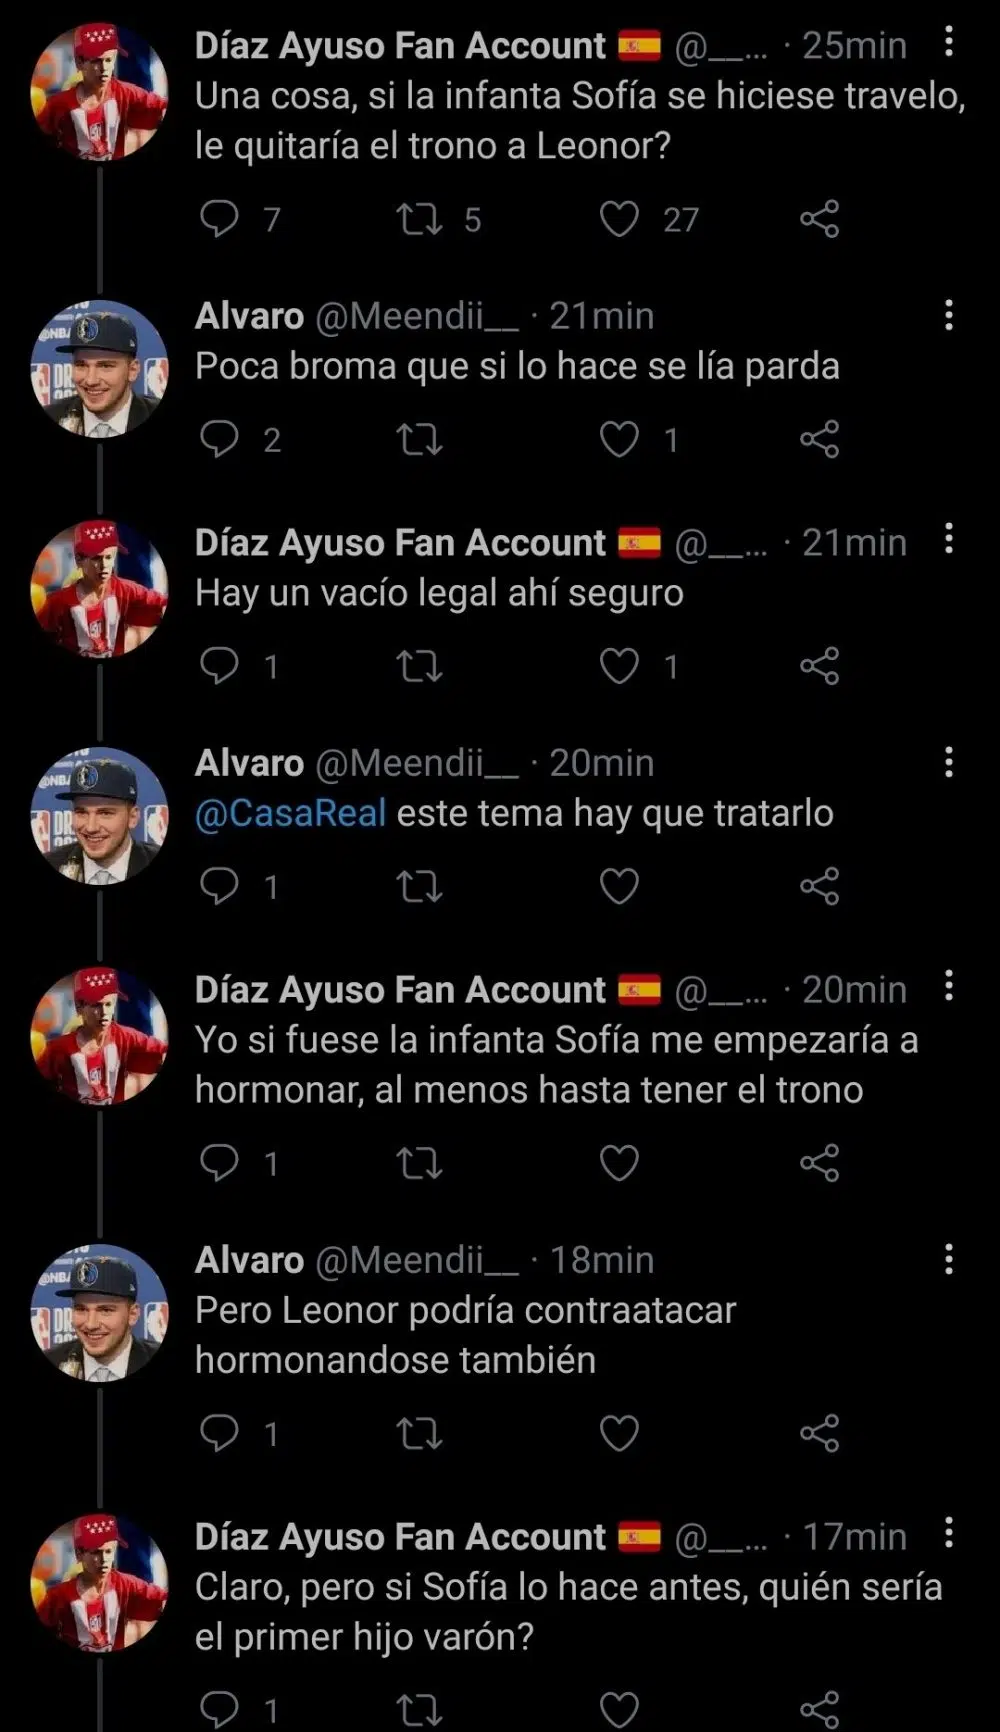 Díaz Ayuso Fan Account 🇪🇸 @__... · 25min
Una cosa, si la infanta Sofía se hiciese travelo,
le quitaría el trono a Leonor?
7 5 27
Alvaro @Meendii__ · 21min
Poca broma que si lo hace se lía parda
2 1
Díaz Ayuso Fan Account 🇪🇸 @__... · 21min
Hay un vacío legal ahí seguro
1 1
Alvaro @Meendii__ · 20min
@CasaReal este tema hay que tratarlo
1
Díaz Ayuso Fan Account 🇪🇸 @__... · 20min
Yo si fuese la infanta Sofía me empezaría a
hormonar, al menos hasta tener el trono
1
Alvaro @Meendii__ · 18min
Pero Leonor podría contraatacar
hormonandose también
1
Díaz Ayuso Fan Account 🇪🇸 @__... · 17min
Claro, pero si Sofía lo hace antes, quién sería
el primer hijo varón?
1